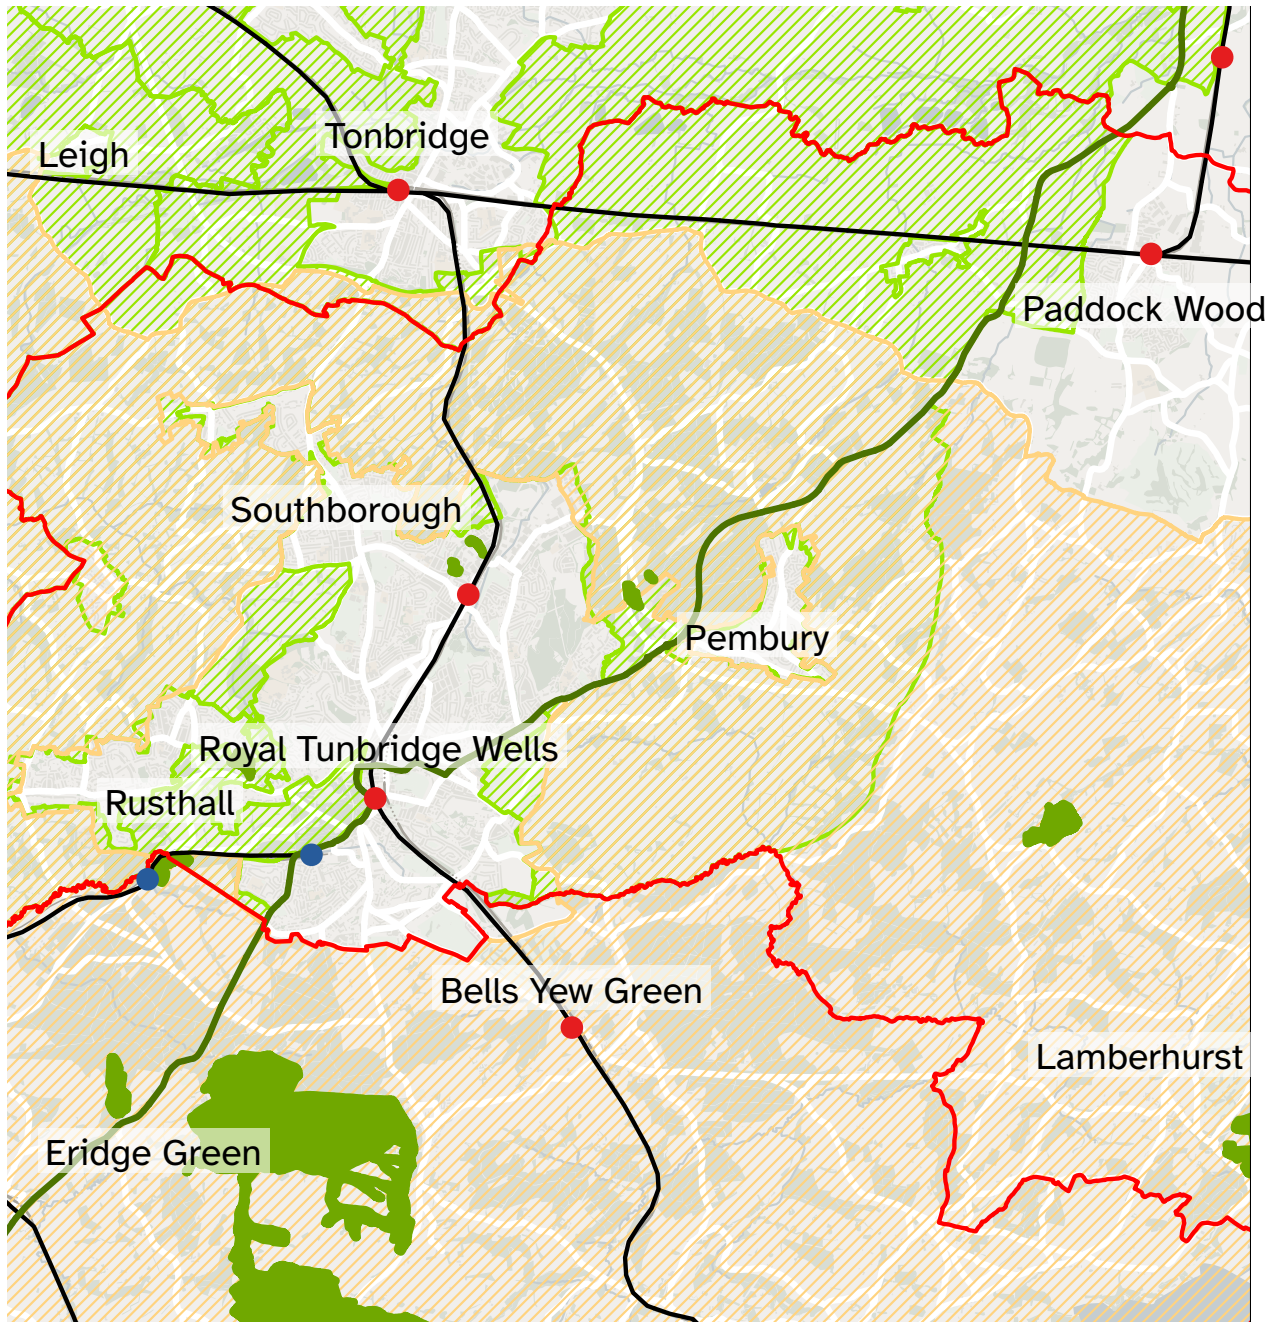 Tonbridge
Leigh
Paddock Wood
Southborough
Pembury
Royal Tunbridge Wells
Rusthall
Bells Yew Green
Lamberhurst
Eridge Green